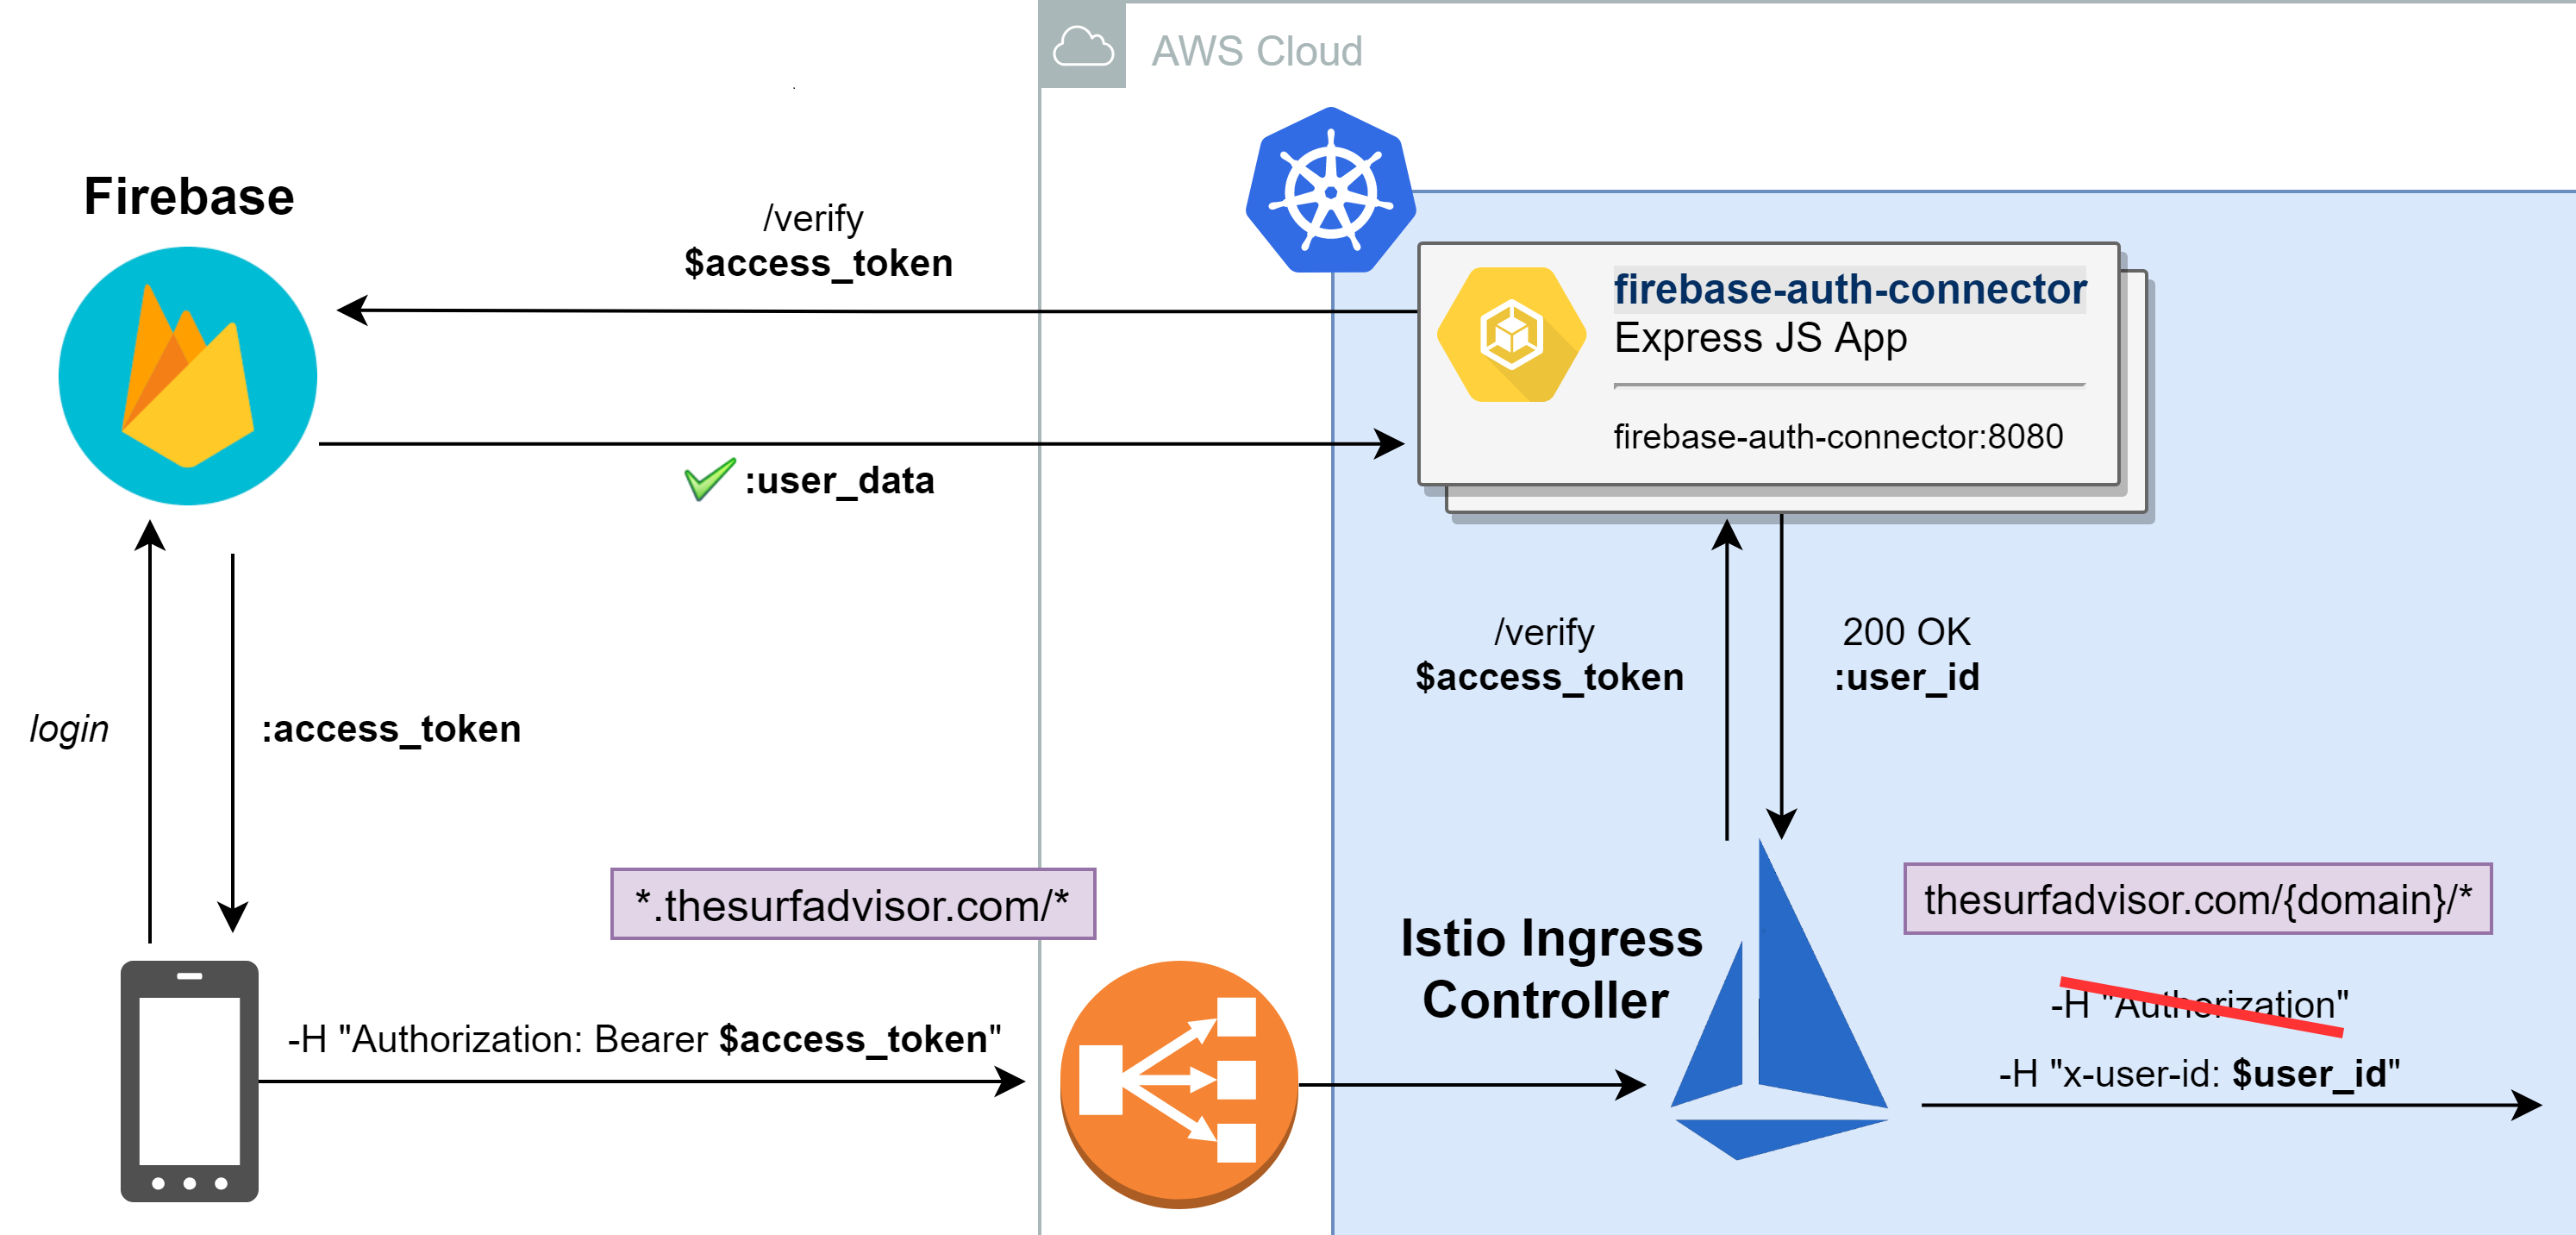 AWS Cloud
Firebase
/verify
$access_token
firebase-auth-connector
Express JS App
firebase-auth-connector:8080
:user_data
/verify
$access_token
200 OK
:user_id
login
:access_token
*.thesurfadvisor.com/*
thesurfadvisor.com/{domain}/*
Istio Ingress
Controller
-H "Authorization"
-H "Authorization: Bearer $access_token"
-H "x-user-id: $user_id"